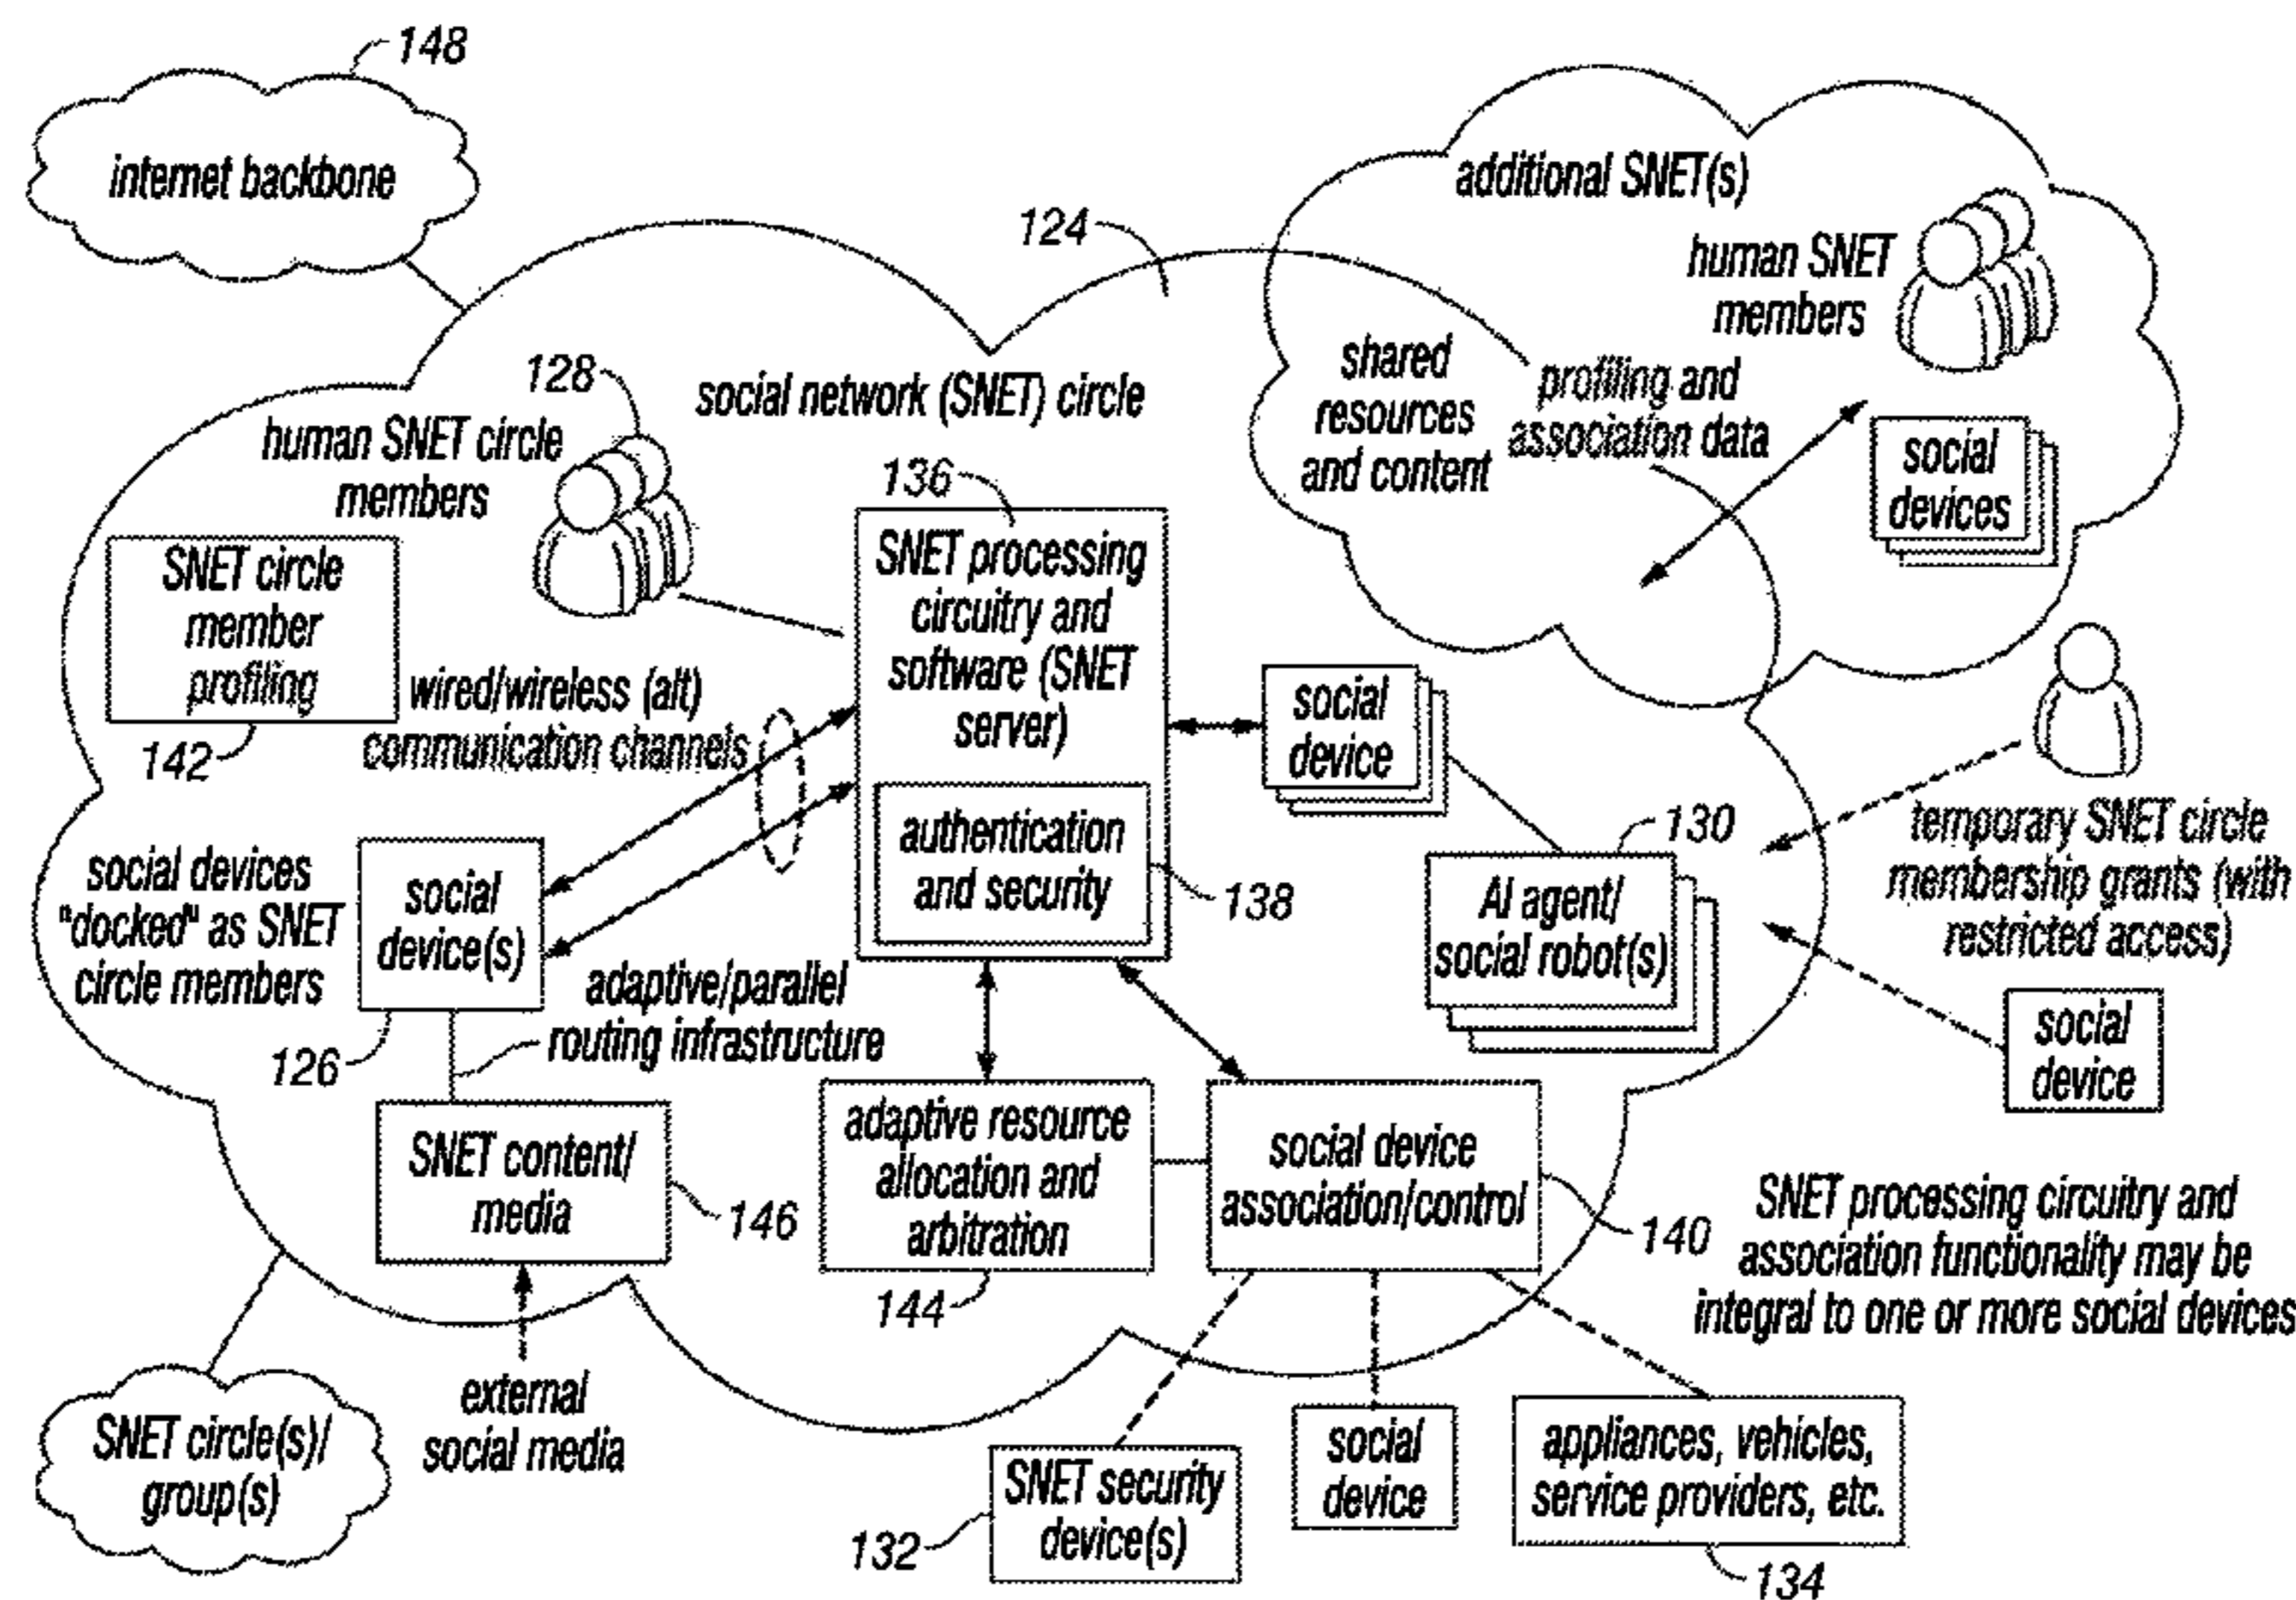 148
internet backbone
additional SNET(s)
human SNET
members
124
128
social network (SNET) circle
shared
resources
and content
profiling and
association data
social
devices
human SNET circle
members
136
SNET circle
member
profiling
142
SNET processing
circuitry and
software (SNET
server)
wired/wireless (alt)
communication channels
social
device
authentication
and security
138
130
AI agent/
social robot(s)
temporary SNET circle
membership grants (with
restricted access)
social devices
"docked" as SNET
circle members
social
device(s)
126
adaptive/parallel
routing infrastructure
social
device
SNET content/
media
146
adaptive resource
allocation and
arbitration
144
social device
association/control
140
SNET processing circuitry and
association functionality may be
integral to one or more social devices
SNET circle(s)/
group(s)
external
social media
SNET security
device(s)
132
social
device
appliances, vehicles,
service providers, etc.
134